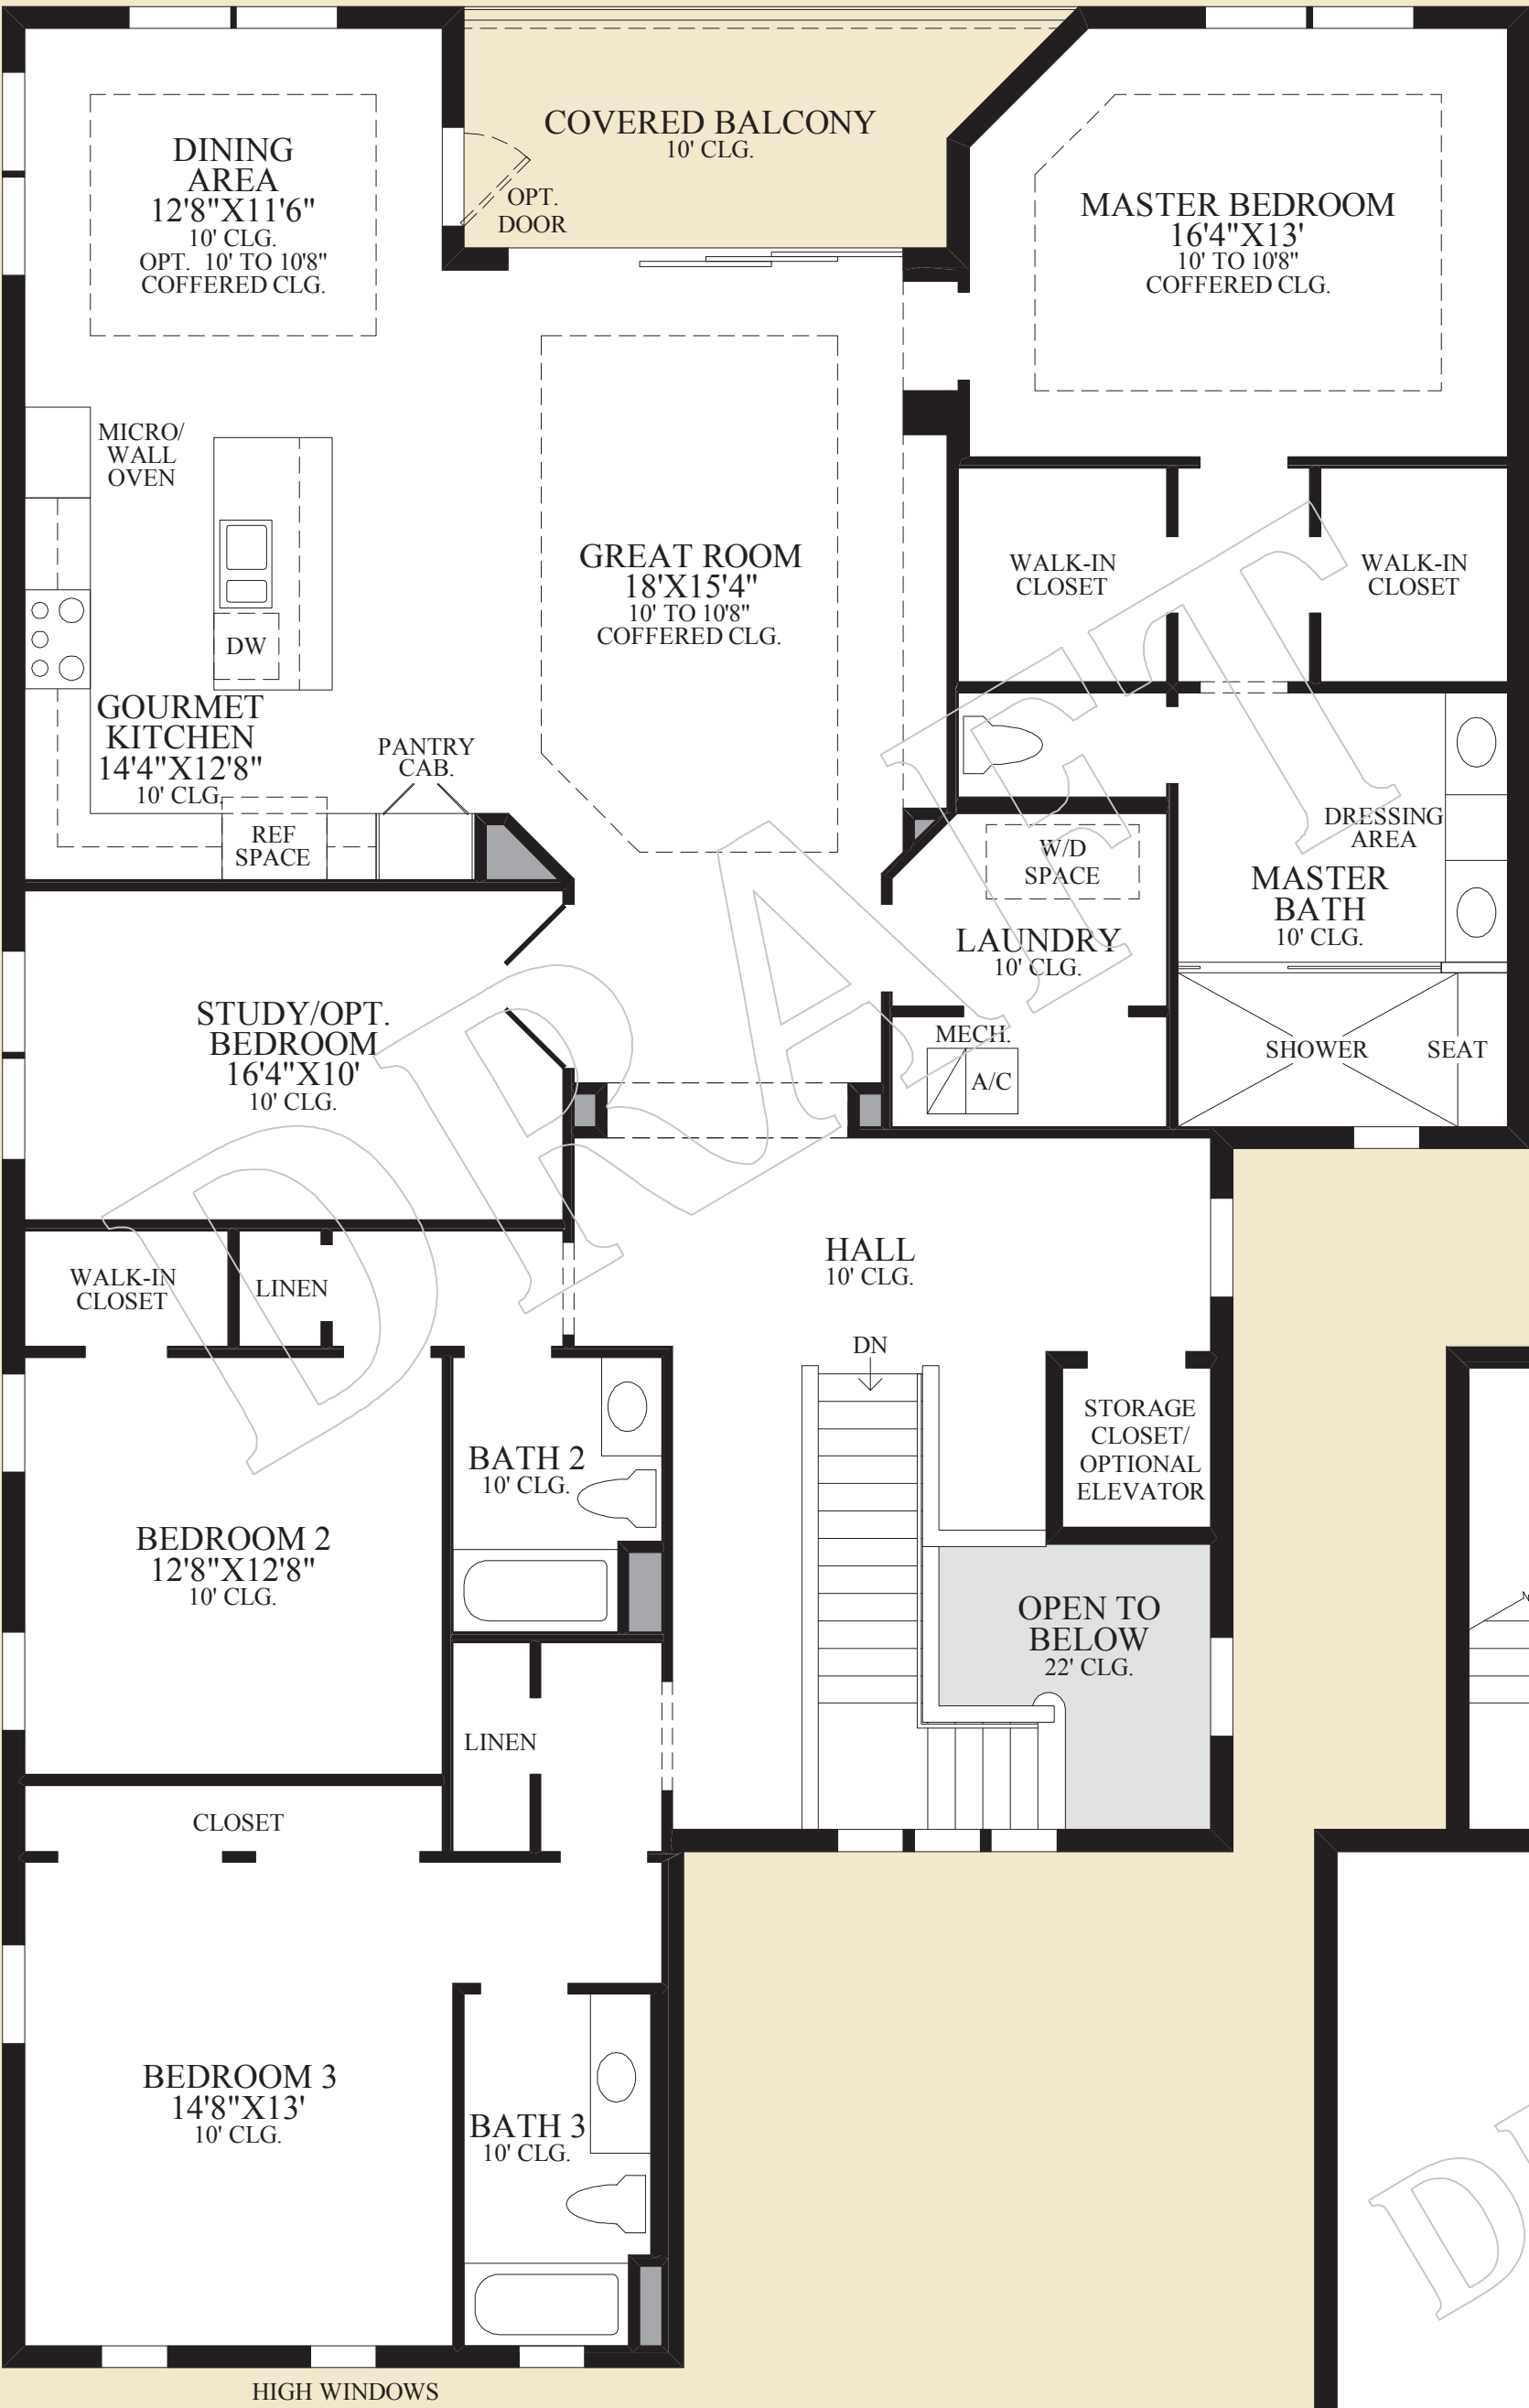 COVERED BALCONY
10' CLG.
OPT.
DOOR
DINING
AREA
12'8"X11'6"
10' CLG.
OPT. 10' TO 10'8"
COFFERED CLG.
MASTER BEDROOM
16'4"X13'
10' TO 10'8"
COFFERED CLG.
MICRO/
WALL
OVEN
GREAT ROOM
18'X15'4"
10' TO 10'8"
COFFERED CLG.
WALK-IN
CLOSET
WALK-IN
CLOSET
DW
GOURMET
KITCHEN
14'4"X12'8"
10' CLG.
PANTRY
CAB.
REF
SPACE
W/D
SPACE
DRESSING
AREA
MASTER
BATH
10' CLG.
LAUNDRY
10' CLG.
STUDY/OPT.
BEDROOM
16'4"X10'
10' CLG.
MECH.
A/C
SHOWER
SEAT
DRAFT
HALL
10' CLG.
WALK-IN
CLOSET
LINEN
DN
STORAGE
CLOSET/
OPTIONAL
ELEVATOR
BATH 2
10' CLG.
BEDROOM 2
12'8"X12'8"
10' CLG.
OPEN TO
BELOW
22' CLG.
LINEN
CLOSET
BEDROOM 3
14'8"X13'
10' CLG.
BATH 3
10' CLG.
HIGH WINDOWS